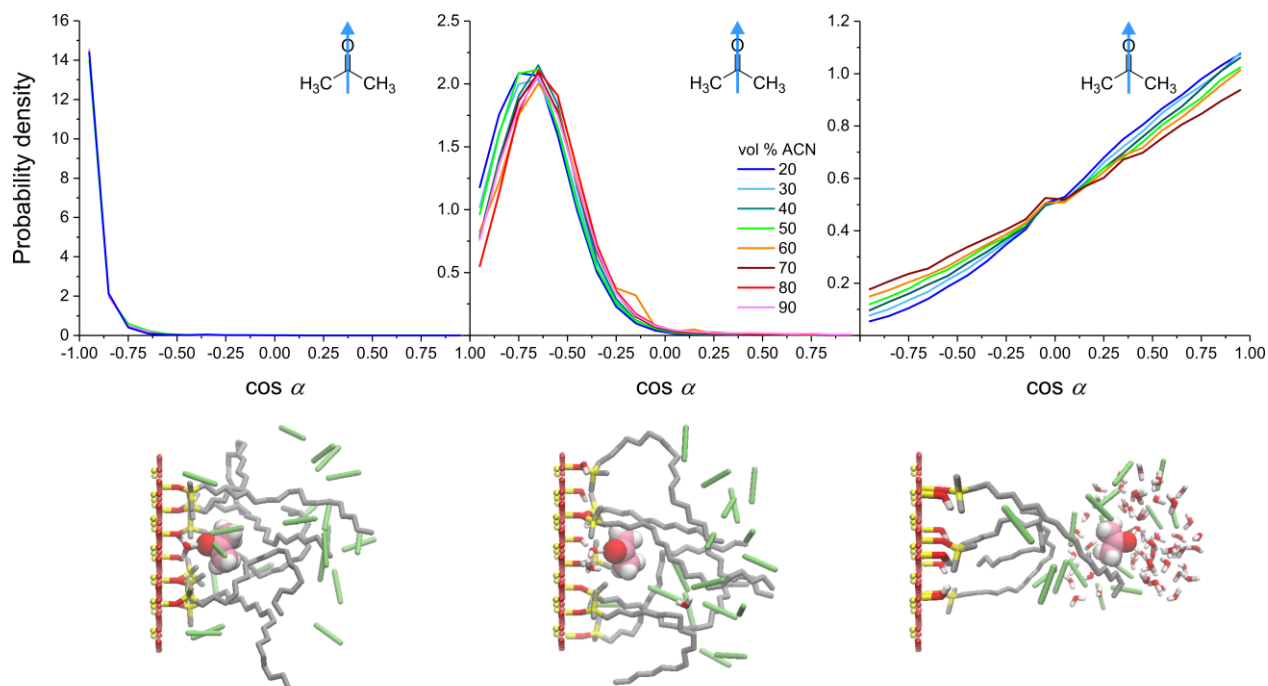 Probability density
16
14
12
10
8
6
4
2
0
-1.00 -0.75 -0.50 -0.25 0.00 0.25 0.50 0.75 1.00
cos α
O
H3C CH3
2.5
2.0
1.5
1.0
0.5
-0.75 -0.50 -0.25 0.00 0.25 0.50 0.75
cos α
O
H3C CH3
vol % ACN
20
30
40
50
60
70
80
90
1.2
1.0
0.8
0.6
0.4
0.2
-0.75 -0.50 -0.25 0.00 0.25 0.50 0.75 1.00
cos α
O
H3C CH3